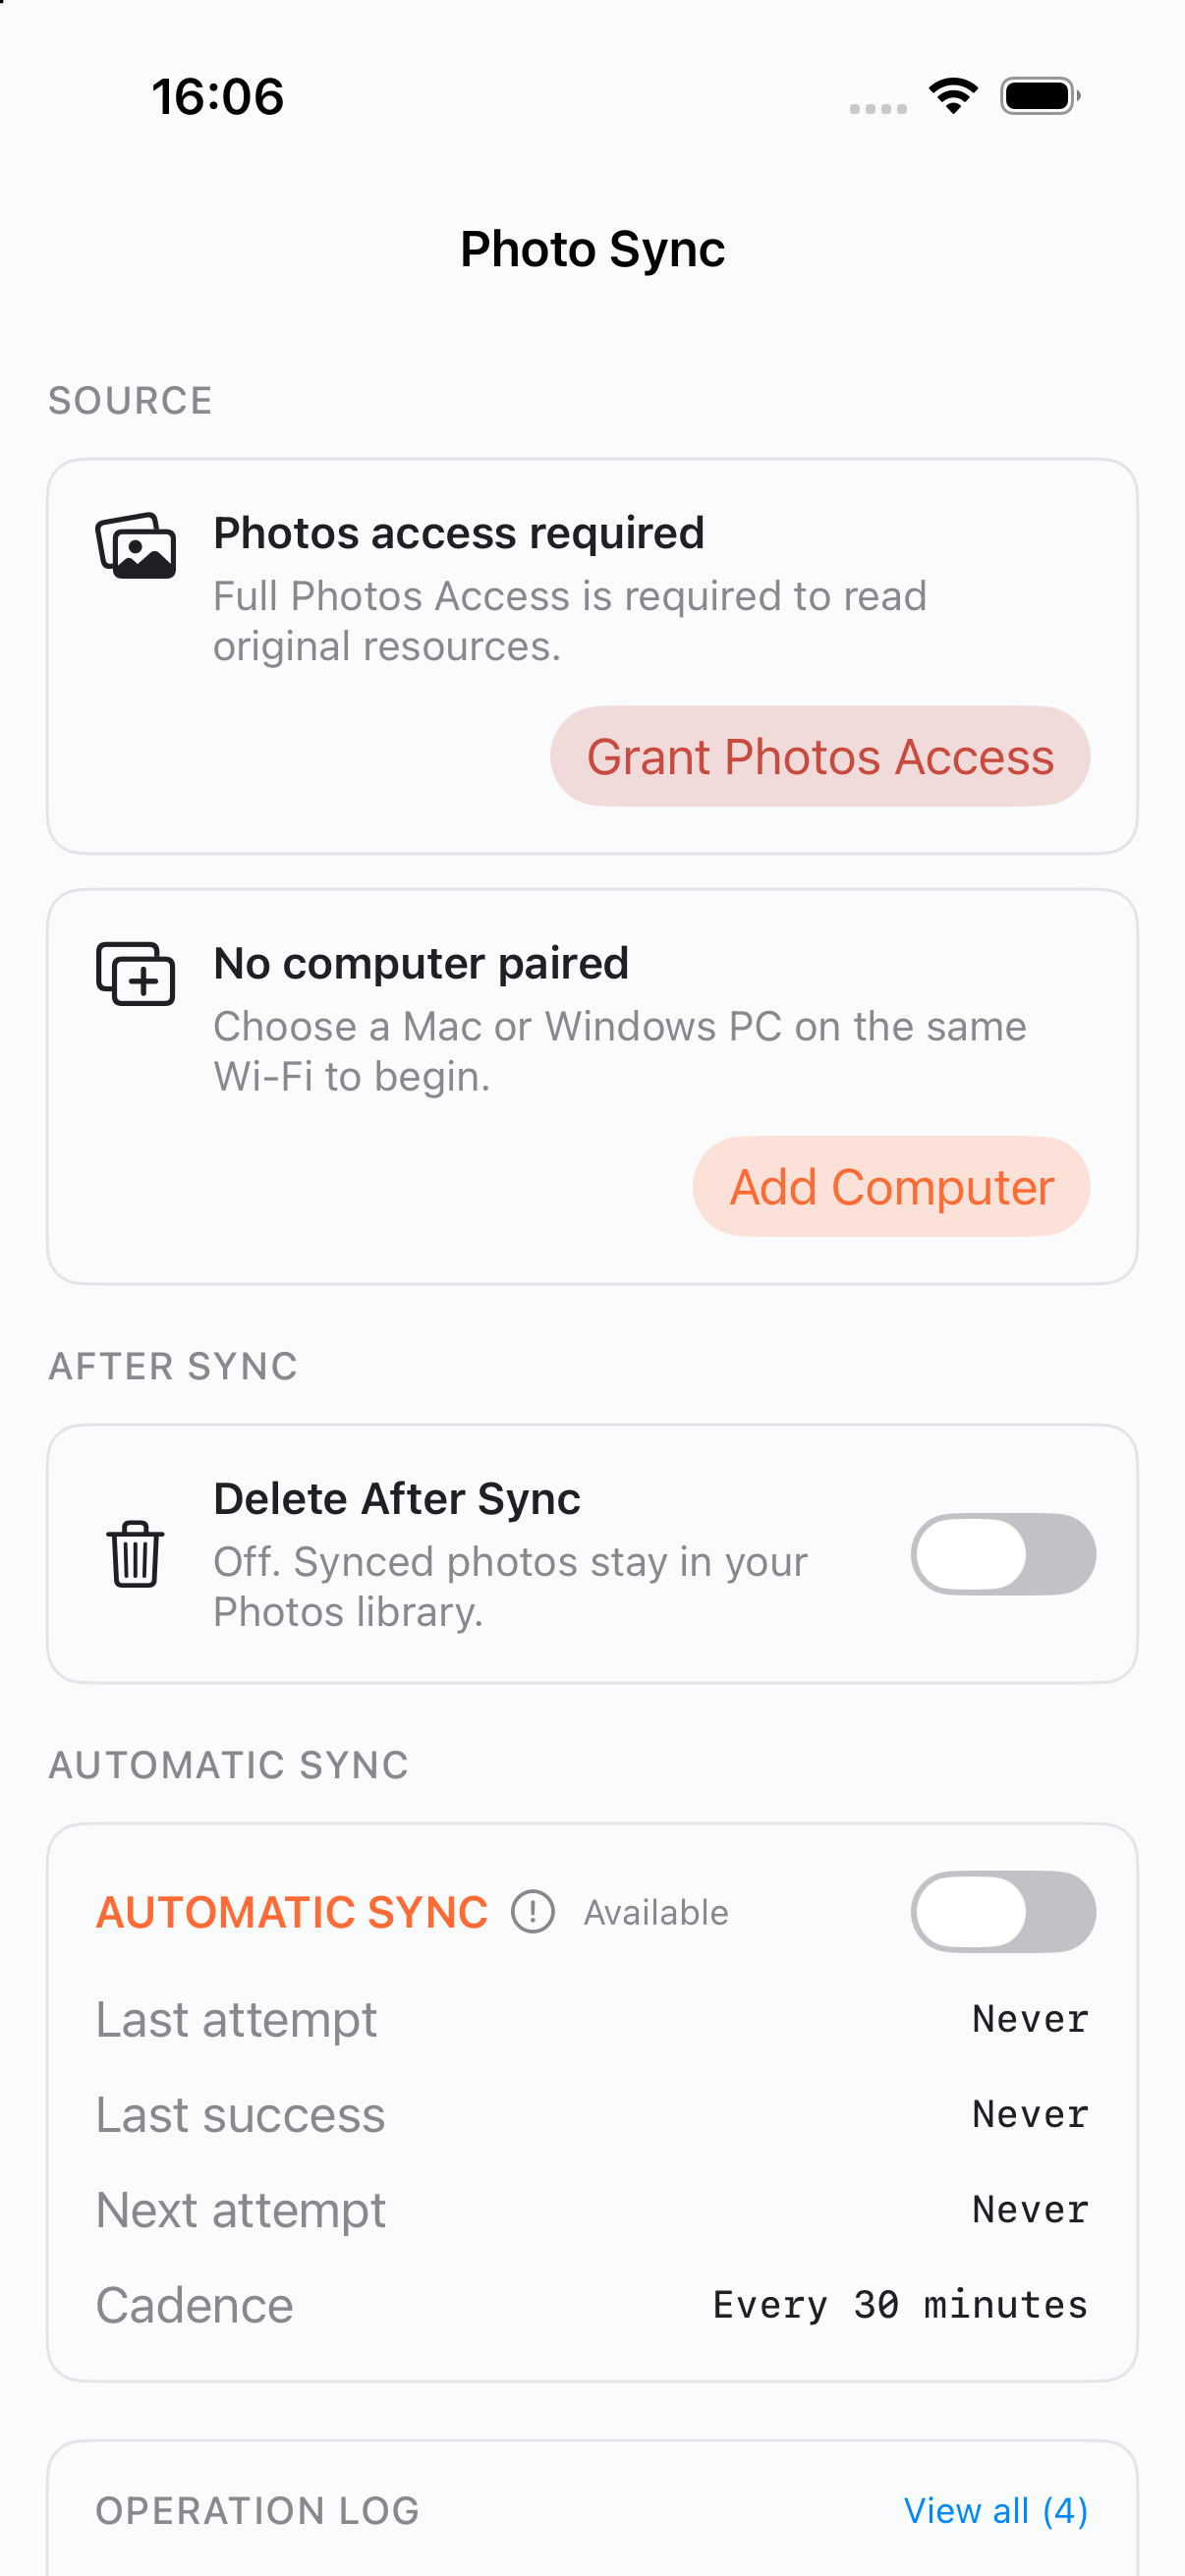 16:06
Photo Sync
SOURCE
Photos access required
Full Photos Access is required to read
original resources.
Grant Photos Access
No computer paired
Choose a Mac or Windows PC on the same
Wi-Fi to begin.
Add Computer
AFTER SYNC
Delete After Sync
Off. Synced photos stay in your
Photos library.
AUTOMATIC SYNC
AUTOMATIC SYNC Available
Last attempt Never
Last success Never
Next attempt Never
Cadence Every 30 minutes
OPERATION LOG View all (4)